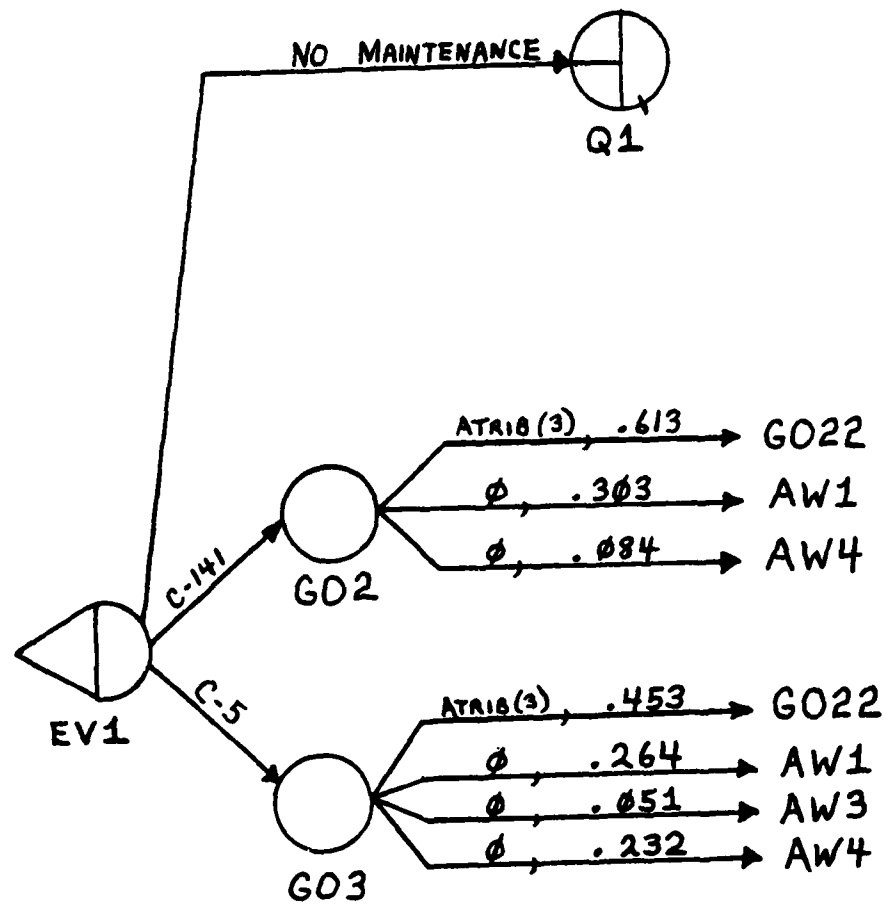 NO MAINTENANCE
Q1
ATRIB(3), .613 GO22
ø, .3ø3 AW1
ø, .ø84 AW4
C-141
GO2
EV1
C-5
ATRIB(3), .453 GO22
ø, .264 AW1
ø, .ø51 AW3
ø, .232 AW4
GO3